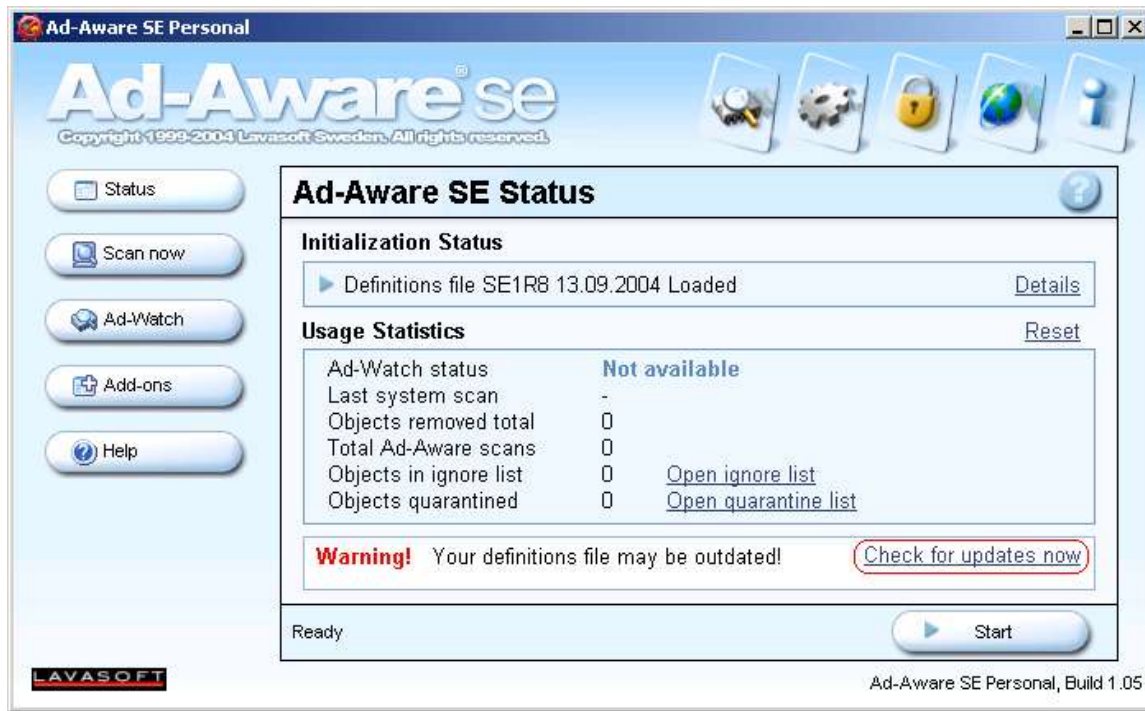 Ad-Aware SE Personal
Ad-Aware® se
Copyright 1999-2004 Lavasoft Sweden. All rights reserved.
Status
Scan now
Ad-Watch
Add-ons
Help
Ad-Aware SE Status
?
Initialization Status
Definitions file SE1R8 13.09.2004 Loaded Details
Usage Statistics Reset
Ad-Watch status Not available
Last system scan -
Objects removed total 0
Total Ad-Aware scans 0
Objects in ignore list 0 Open ignore list
Objects quarantined 0 Open quarantine list
Warning! Your definitions file may be outdated! Check for updates now
Ready Start
LAVASOFT
Ad-Aware SE Personal, Build 1.05